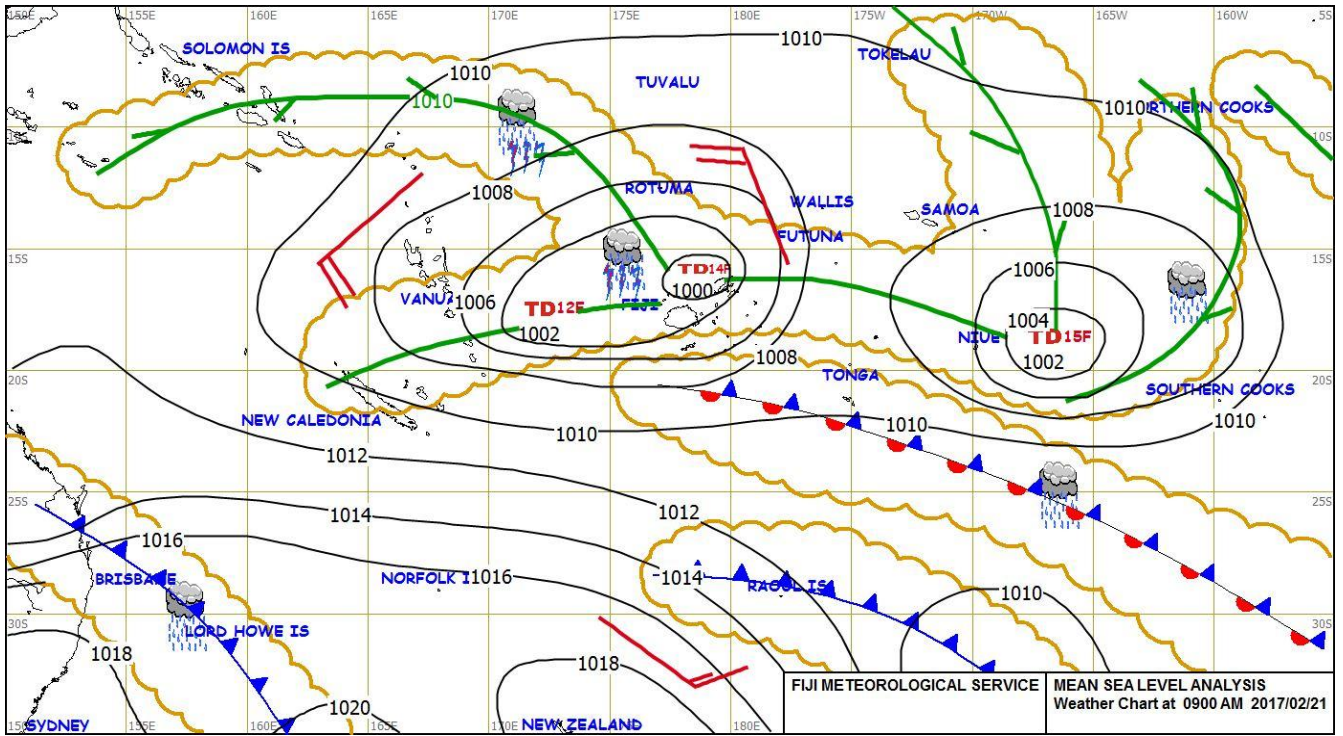 155E 160E 165E 170E 175E 180E 175W 170W 165W 160W 5S
SOLOMON IS
1010
TOKELAU
1010
TUVALU
1010
1010
RTHERN COOKS
10S
10S
1008
ROTUMA
WALLIS
SAMOA
1008
FUTUNA
15S
15S
TD14F
1006
1000
VANU
1006
TD12F
FIJI
1004
1002
NIUE
TD15F
1008
1002
20S
TONGA
20S
SOUTHERN COOKS
NEW CALEDONIA
1010
1010
1010
1012
25S
1014
1012
25S
1016
BRISBANE
NORFOLK I
1016
1014
RAOUL IS
1010
30S
LORD HOWE IS
30S
1018
1018
FIJI METEOROLOGICAL SERVICE
MEAN SEA LEVEL ANALYSIS
Weather Chart at 0900 AM 2017/02/21
1020
SYDNEY
155E 160E 170E
NEW ZEALAND
180E